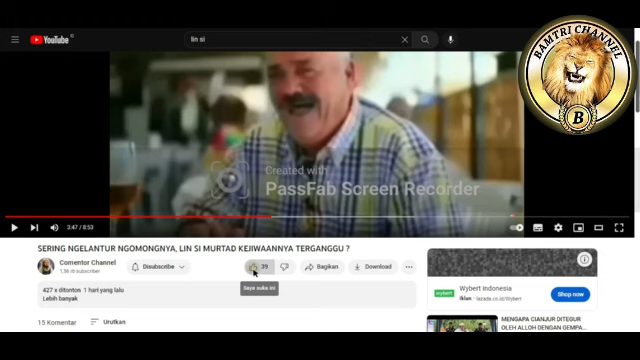 YouTube
ID
lin si
BAMTRI CHANNEL
B
Created with
PassFab Screen Recorder
3:47 / 8:53
SERING NGELANTUR NGOMONGNYA, LIN SI MURTAD KEJIWAANNYA TERGANGGU ?
Comentor Channel
Disubscribe
39
Bagikan
Download
Saya suka ini
427 x ditonton 1 hari yang lalu
Lebih banyak
15 Komentar
Urutkan
wybert
Wybert Indonesia
Iklan · lazada.co.id/Wybert
Shop now
MENGAPA CIANJUR DITEGUR
OLEH ALLOH DENGAN GEMPA...